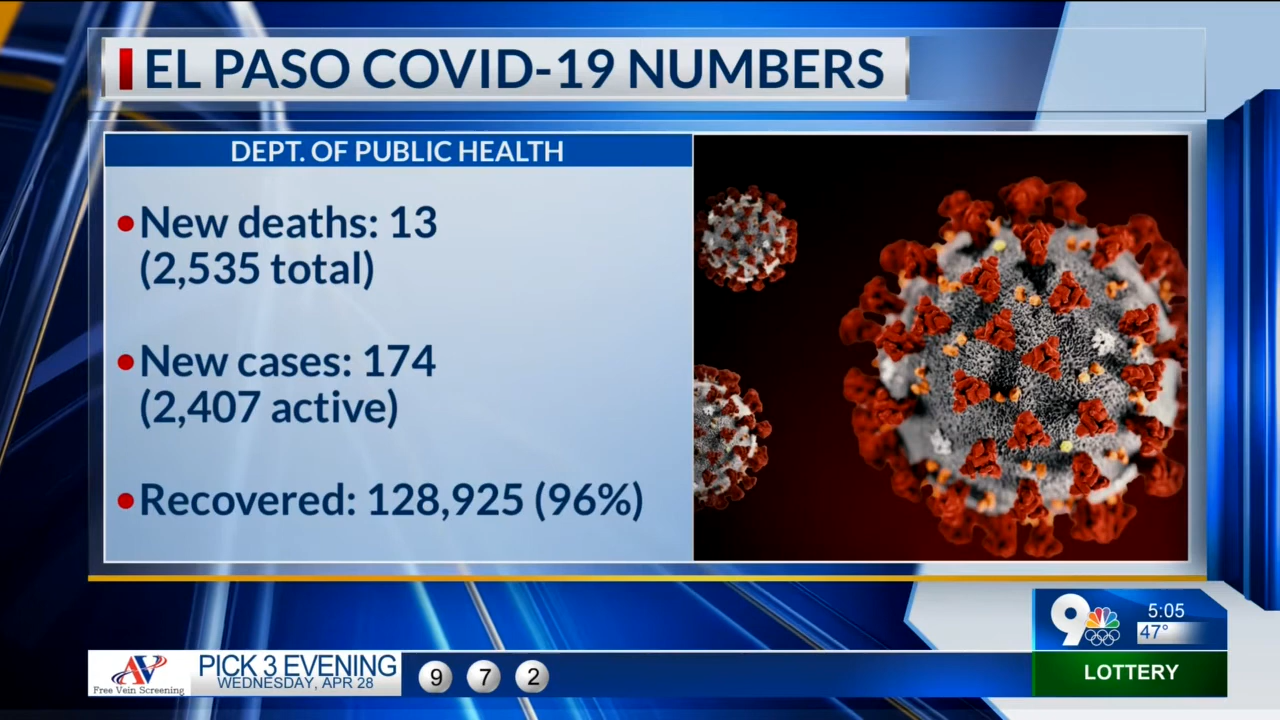 EL PASO COVID-19 NUMBERS
DEPT. OF PUBLIC HEALTH
New deaths: 13
(2,535 total)
New cases: 174
(2,407 active)
Recovered: 128,925 (96%)
9
5:05
47°
LOTTERY
AV
Free Vein Screening
PICK 3 EVENING
WEDNESDAY, APR 28
9 7 2